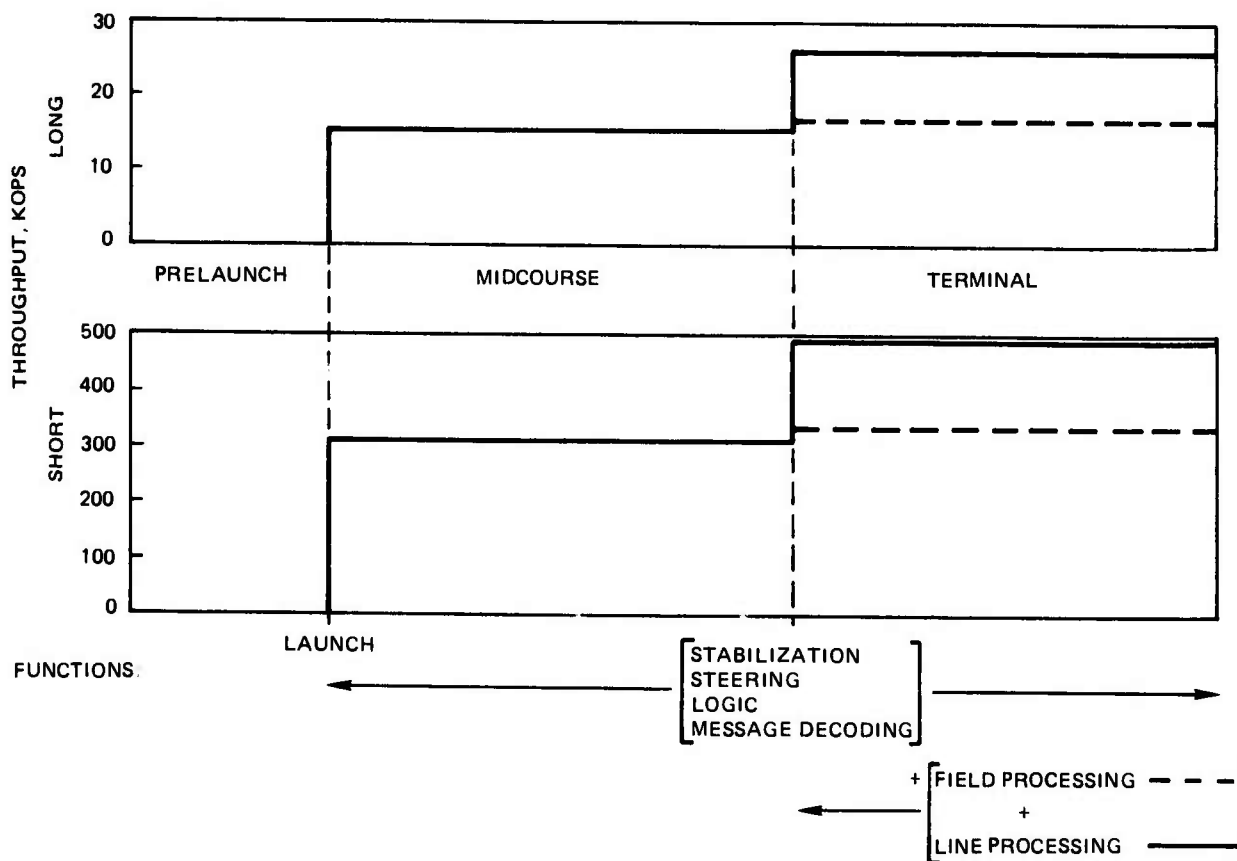 THROUGHPUT, KOPS
LONG
30
20
10
0
PRELAUNCH MIDCOURSE TERMINAL
SHORT
500
400
300
200
100
0
LAUNCH
FUNCTIONS
STABILIZATION
STEERING
LOGIC
MESSAGE DECODING
+ FIELD PROCESSING
+
LINE PROCESSING